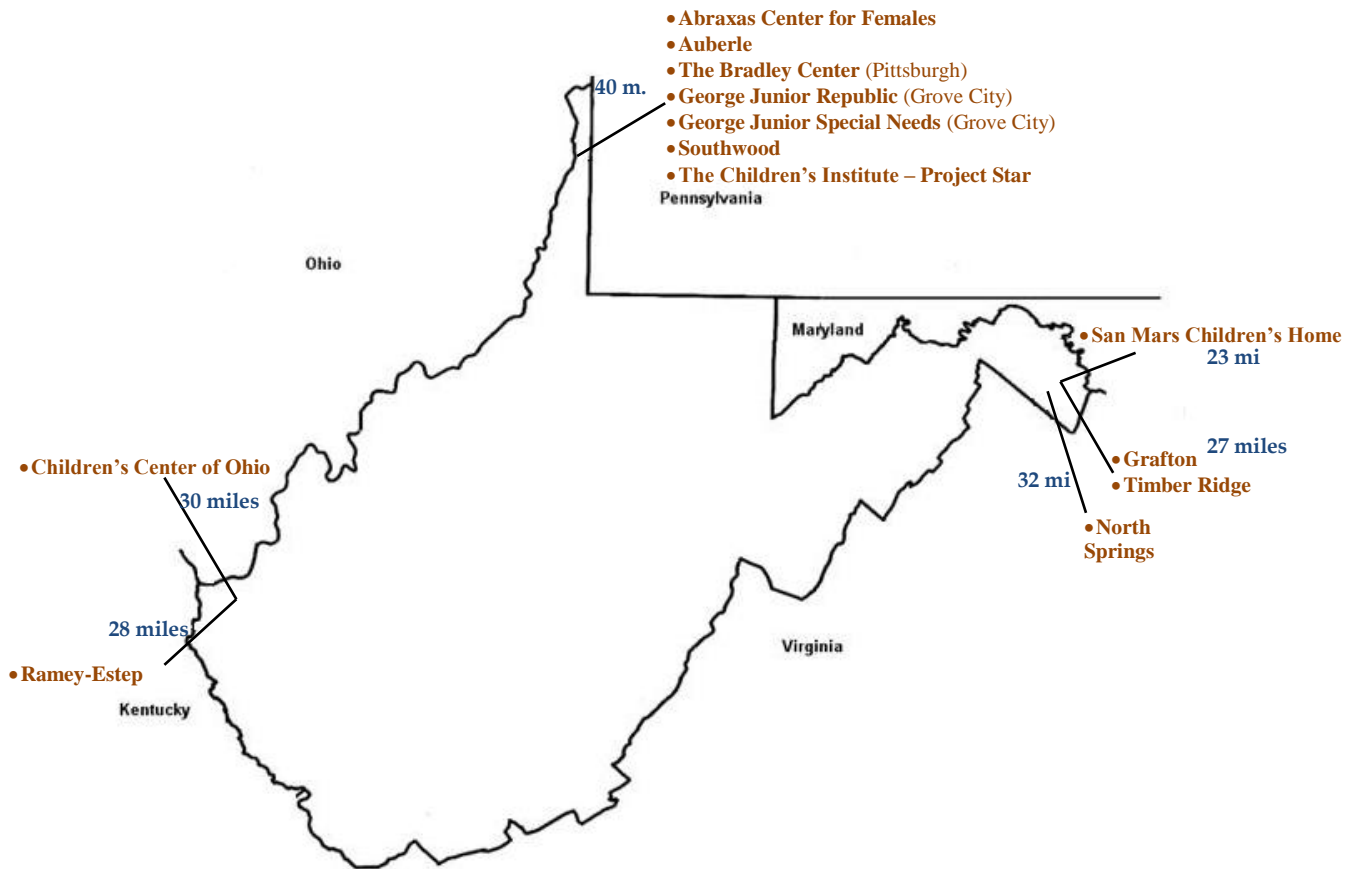 • Abraxas Center for Females
• Auberle
• The Bradley Center (Pittsburgh)
40 m.
• George Junior Republic (Grove City)
• George Junior Special Needs (Grove City)
• Southwood
• The Children's Institute – Project Star
Pennsylvania
Ohio
Maryland
• San Mars Children's Home
23 mi
• Children's Center of Ohio
30 miles
27 miles
• Grafton
• Timber Ridge
32 mi
• North
Springs
28 miles
• Ramey-Estep
Virginia
Kentucky